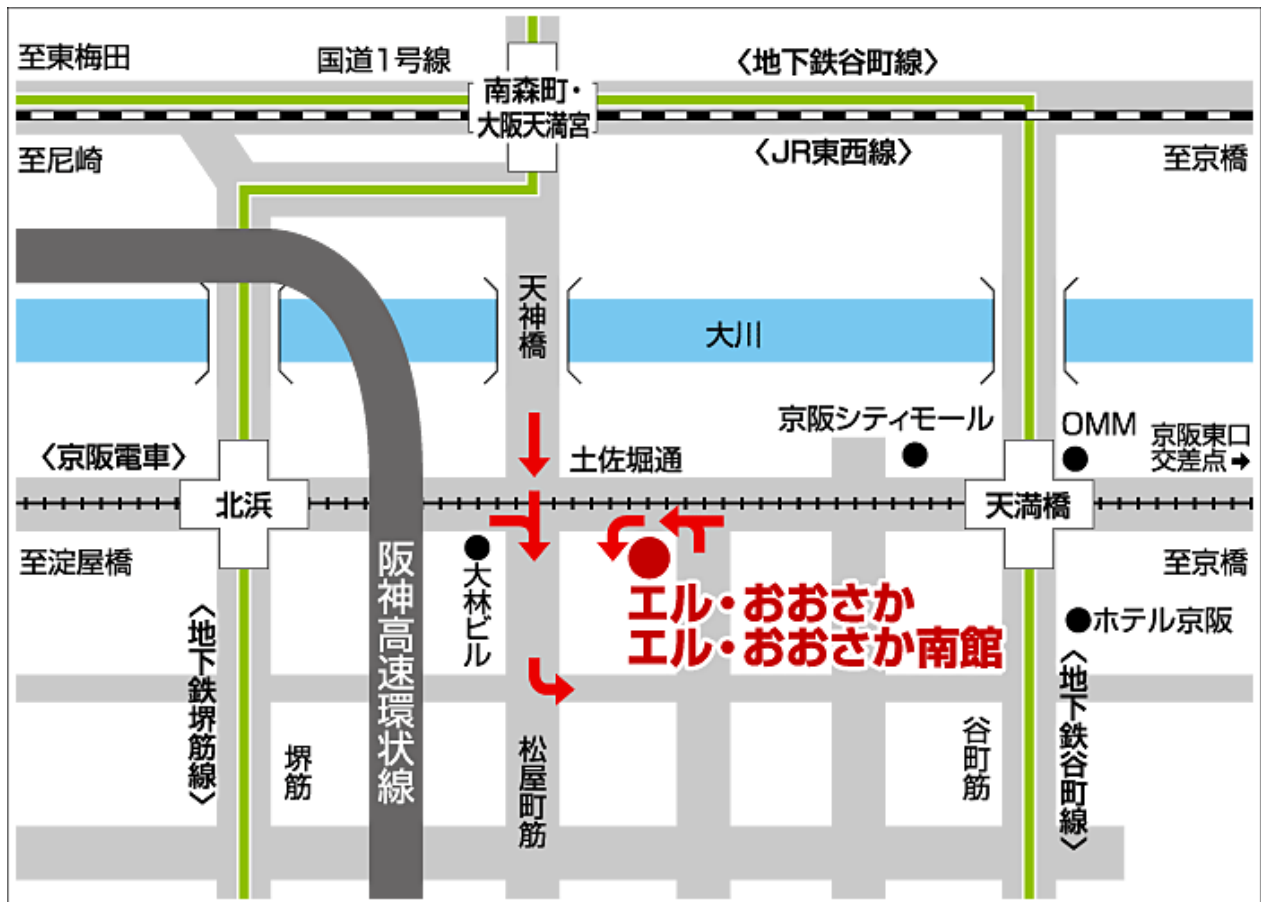 至東梅田
国道1号線
〈地下鉄谷町線〉
南森町・
大阪天満宮
至尼崎
〈JR東西線〉
至京橋
天神橋
大川
京阪シティモール
OMM
京阪東口
交差点➡
〈京阪電車〉
土佐堀通
北浜
天満橋
至淀屋橋
阪神高速環状線
大林ビル
エル・おおさか
エル・おおさか南館
至京橋
ホテル京阪
〈地下鉄堺筋線〉
堺筋
松屋町筋
谷町筋
〈地下鉄谷町線〉